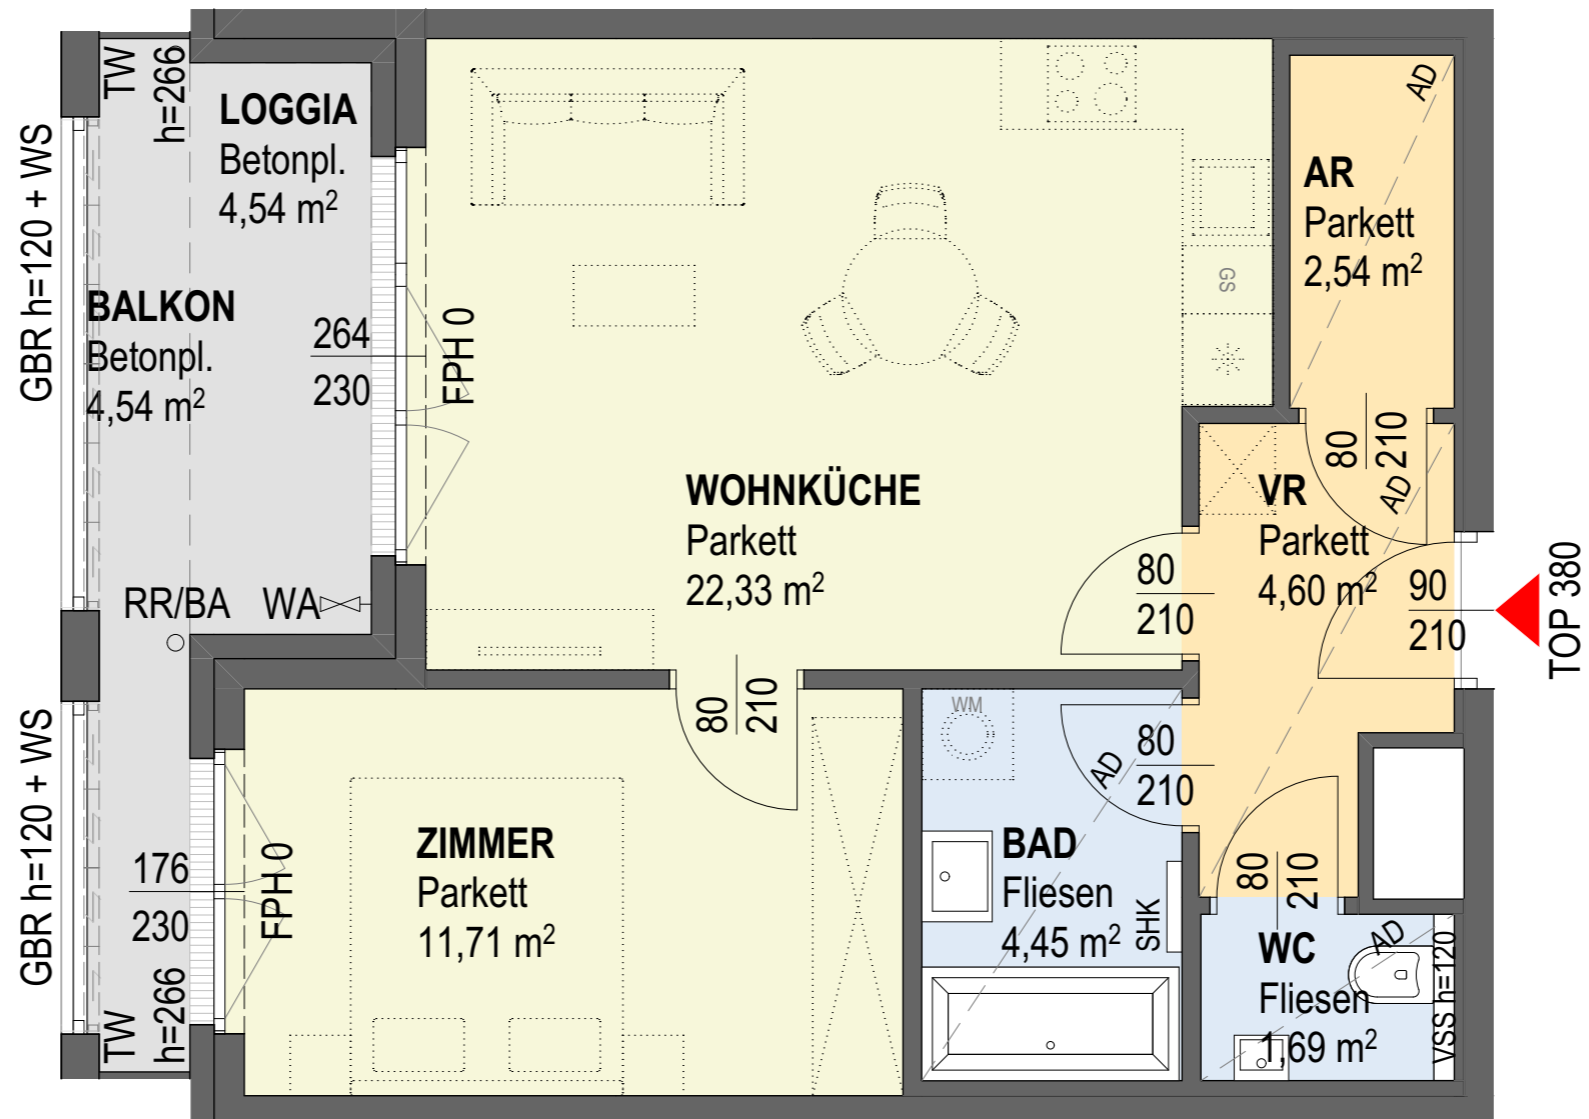 TW
h=266
LOGGIA
Betonpl.
4,54 m²
GBR h=120 + WS
BALKON
Betonpl.
4,54 m²
264
230
FPH 0
RR/BA
WA
WOHNKÜCHE
Parkett
22,33 m²
GS
AD
AR
Parkett
2,54 m²
80
210
AD
VR
Parkett
4,60 m²
80
210
90
210
TOP 380
80
210
GBR h=120 + WS
176
230
FPH 0
TW
h=266
ZIMMER
Parkett
11,71 m²
WM
AD
80
210
BAD
Fliesen
4,45 m²
SHK
80
210
AD
WC
Fliesen
1,69 m²
VSS h=120